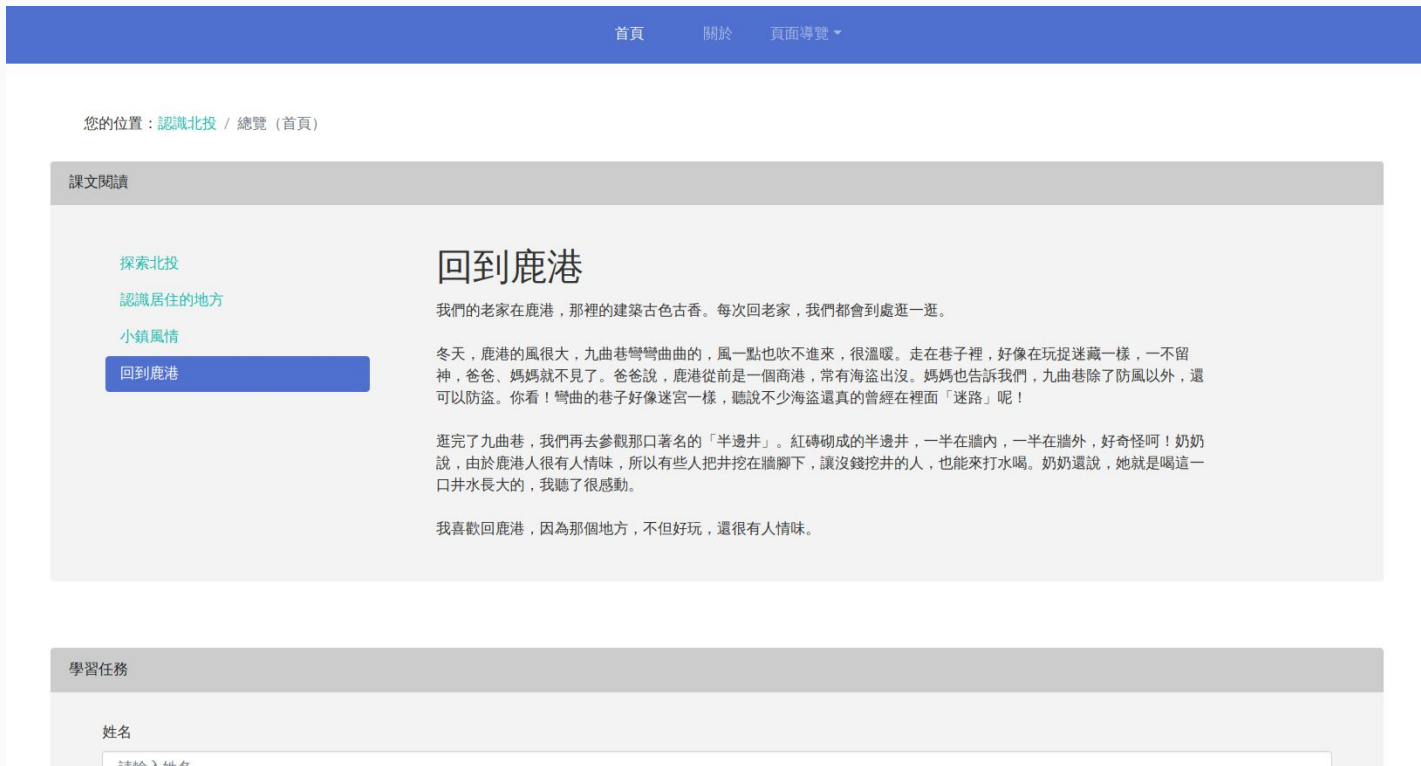 首頁 關於 頁面導覽
您的位置：認識北投 / 總覽（首頁）
課文閱讀
探索北投
認識居住的地方
小鎮風情
回到鹿港
回到鹿港
我們的老家在鹿港，那裡的建築古色古香。每次回老家，我們都會到處逛一逛。
冬天，鹿港的風很大，九曲巷彎彎曲曲的，風一點也吹不進來，很溫暖。走在巷子裡，好像在玩捉迷藏一樣，一不留
神，爸爸、媽媽就不見了。爸爸說，鹿港從前是一個商港，常有海盜出沒。媽媽也告訴我們，九曲巷除了防風以外，還
可以防盜。你看！彎曲的巷子好像迷宮一樣，聽說不少海盜還真的曾經在裡面「迷路」呢！
逛完了九曲巷，我們再去參觀那口著名的「半邊井」。紅磚砌成的半邊井，一半在牆內，一半在牆外，好奇怪呵！奶奶
說，由於鹿港人很有人情味，所以有些人把井挖在牆腳下，讓沒錢挖井的人，也能來打水喝。奶奶還說，她就是喝這一
口井水長大的，我聽了很感動。
我喜歡回鹿港，因為那個地方，不但好玩，還很有人情味。
學習任務
姓名
請輸入姓名